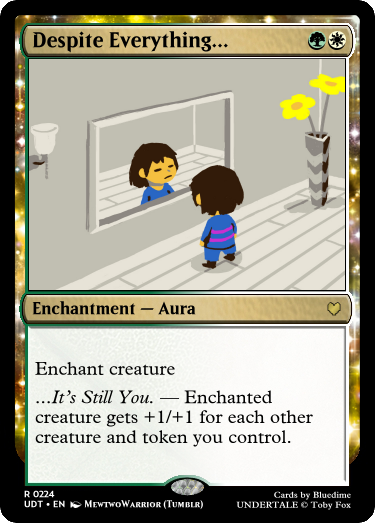 Despite Everything...
Enchantment — Aura
Enchant creature
...It's Still You. — Enchanted
creature gets +1/+1 for each other
creature and token you control.
R 0224
UDT • EN MewtwoWarrior (Tumblr)
Cards by Bluedime
UNDERTALE © Toby Fox